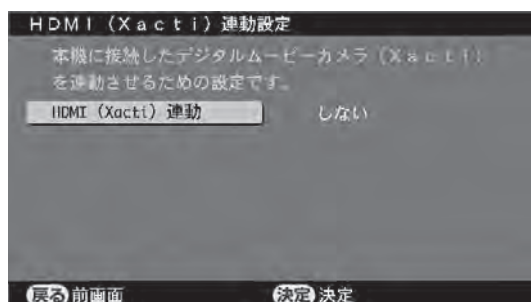 HDMI(Xacti)連動設定
本機に接続したデジタルムービーカメラ(Xacti)
を連動させるための設定です。
HDMI(Xacti)連動 しない
戻る 前画面 決定 決定